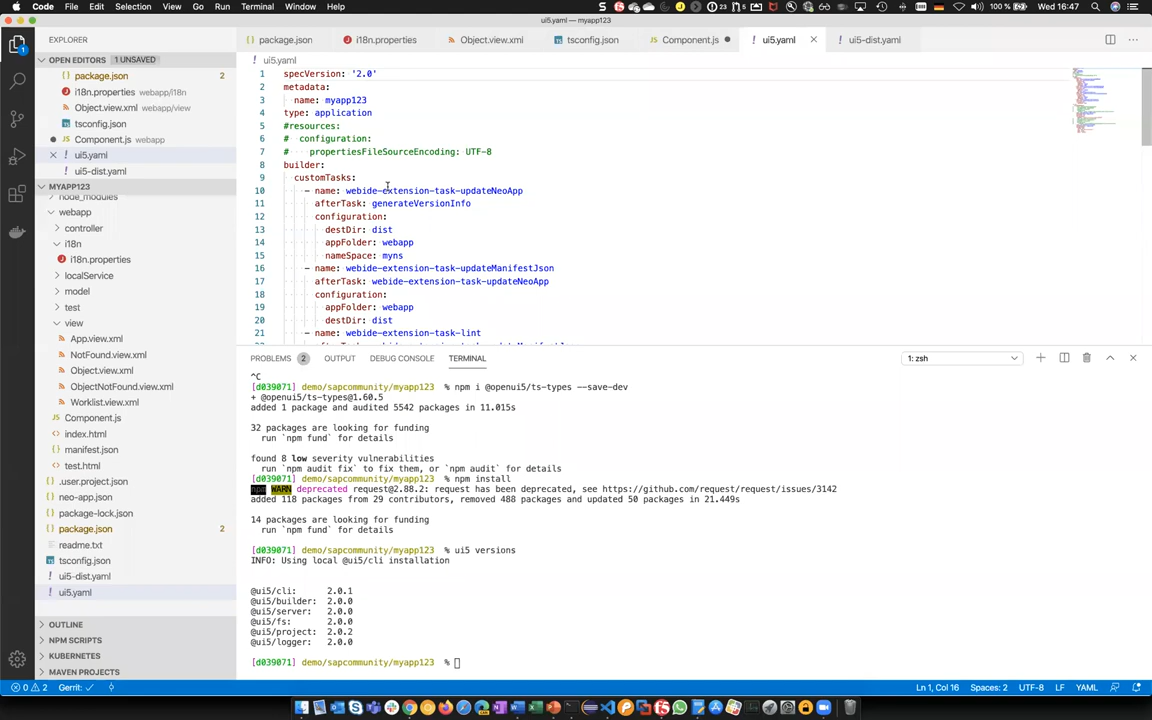 Code File Edit Selection View Go Run Terminal Window Help
23 5 100 % Wed 16:47
ui5.yaml — myapp123
EXPLORER
package.json
i18n.properties
Object.view.xml
tsconfig.json
Component.js
ui5.yaml
ui5-dist.yaml
OPEN EDITORS 1 UNSAVED
package.json 2
i18n.properties webapp/i18n
Object.view.xml webapp/view
tsconfig.json
Component.js webapp
ui5.yaml
ui5-dist.yaml
MYAPP123
node_modules
webapp
controller
i18n
i18n.properties
localService
model
test
view
App.view.xml
NotFound.view.xml
Object.view.xml
ObjectNotFound.view.xml
Worklist.view.xml
Component.js
index.html
manifest.json
test.html
.user.project.json
neo-app.json
package-lock.json
package.json 2
readme.txt
tsconfig.json
ui5-dist.yaml
ui5.yaml
OUTLINE
NPM SCRIPTS
KUBERNETES
MAVEN PROJECTS
ui5.yaml
1 specVersion: '2.0'
2 metadata:
3 name: myapp123
4 type: application
5 #resources:
6 # configuration:
7 # propertiesFileSourceEncoding: UTF-8
8 builder:
9 customTasks:
10 - name: webide-extension-task-updateNeoApp
11 afterTask: generateVersionInfo
12 configuration:
13 destDir: dist
14 appFolder: webapp
15 nameSpace: myns
16 - name: webide-extension-task-updateManifestJson
17 afterTask: webide-extension-task-updateNeoApp
18 configuration:
19 appFolder: webapp
20 destDir: dist
21 - name: webide-extension-task-lint
PROBLEMS 2 OUTPUT DEBUG CONSOLE TERMINAL 1: zsh
^C
[d039071] demo/sapcommunity/myapp123 % npm i @openui5/ts-types --save-dev
+ @openui5/ts-types@1.60.5
added 1 package and audited 5542 packages in 11.015s
32 packages are looking for funding
run `npm fund` for details
found 8 low severity vulnerabilities
run `npm audit fix` to fix them, or `npm audit` for details
[d039071] demo/sapcommunity/myapp123 % npm install
npm WARN deprecated request@2.88.2: request has been deprecated, see https://github.com/request/request/issues/3142
added 118 packages from 29 contributors, removed 488 packages and updated 50 packages in 21.449s
14 packages are looking for funding
run `npm fund` for details
[d039071] demo/sapcommunity/myapp123 % ui5 versions
INFO: Using local @ui5/cli installation
@ui5/cli: 2.0.1
@ui5/builder: 2.0.0
@ui5/server: 2.0.0
@ui5/fs: 2.0.0
@ui5/project: 2.0.2
@ui5/logger: 2.0.0
[d039071] demo/sapcommunity/myapp123 %
0 2 Gerrit: Ln 1, Col 16 Spaces: 2 UTF-8 LF YAML